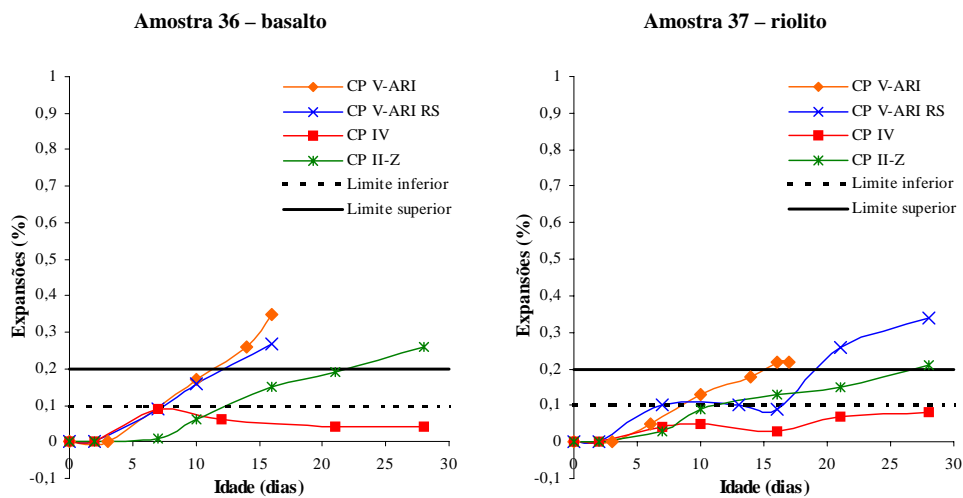 Amostra 36 – basalto
1
0,9
0,8
0,7
0,6
0,5
0,4
0,3
0,2
0,1
0
-0,1
Expansões (%)
0
5
10
15
20
25
30
Idade (dias)
CP V-ARI
CP V-ARI RS
CP IV
CP II-Z
Limite inferior
Limite superior
Amostra 37 – riolito
1
0,9
0,8
0,7
0,6
0,5
0,4
0,3
0,2
0,1
0
-0,1
Expansões (%)
0
5
10
15
20
25
30
Idade (dias)
CP V-ARI
CP V-ARI RS
CP IV
CP II-Z
Limite inferior
Limite superior